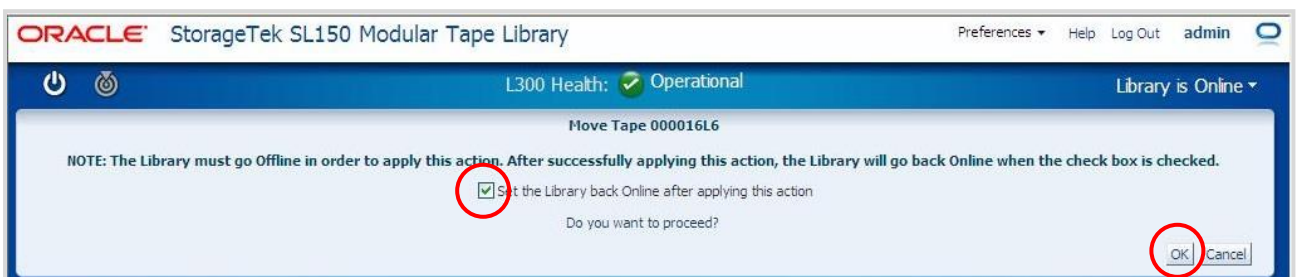 ORACLE StorageTek SL150 Modular Tape Library Preferences Help Log Out admin
L300 Health: Operational Library is Online
Move Tape 000016L6
NOTE: The Library must go Offline in order to apply this action. After successfully applying this action, the Library will go back Online when the check box is checked.
Set the Library back Online after applying this action
Do you want to proceed?
OK Cancel